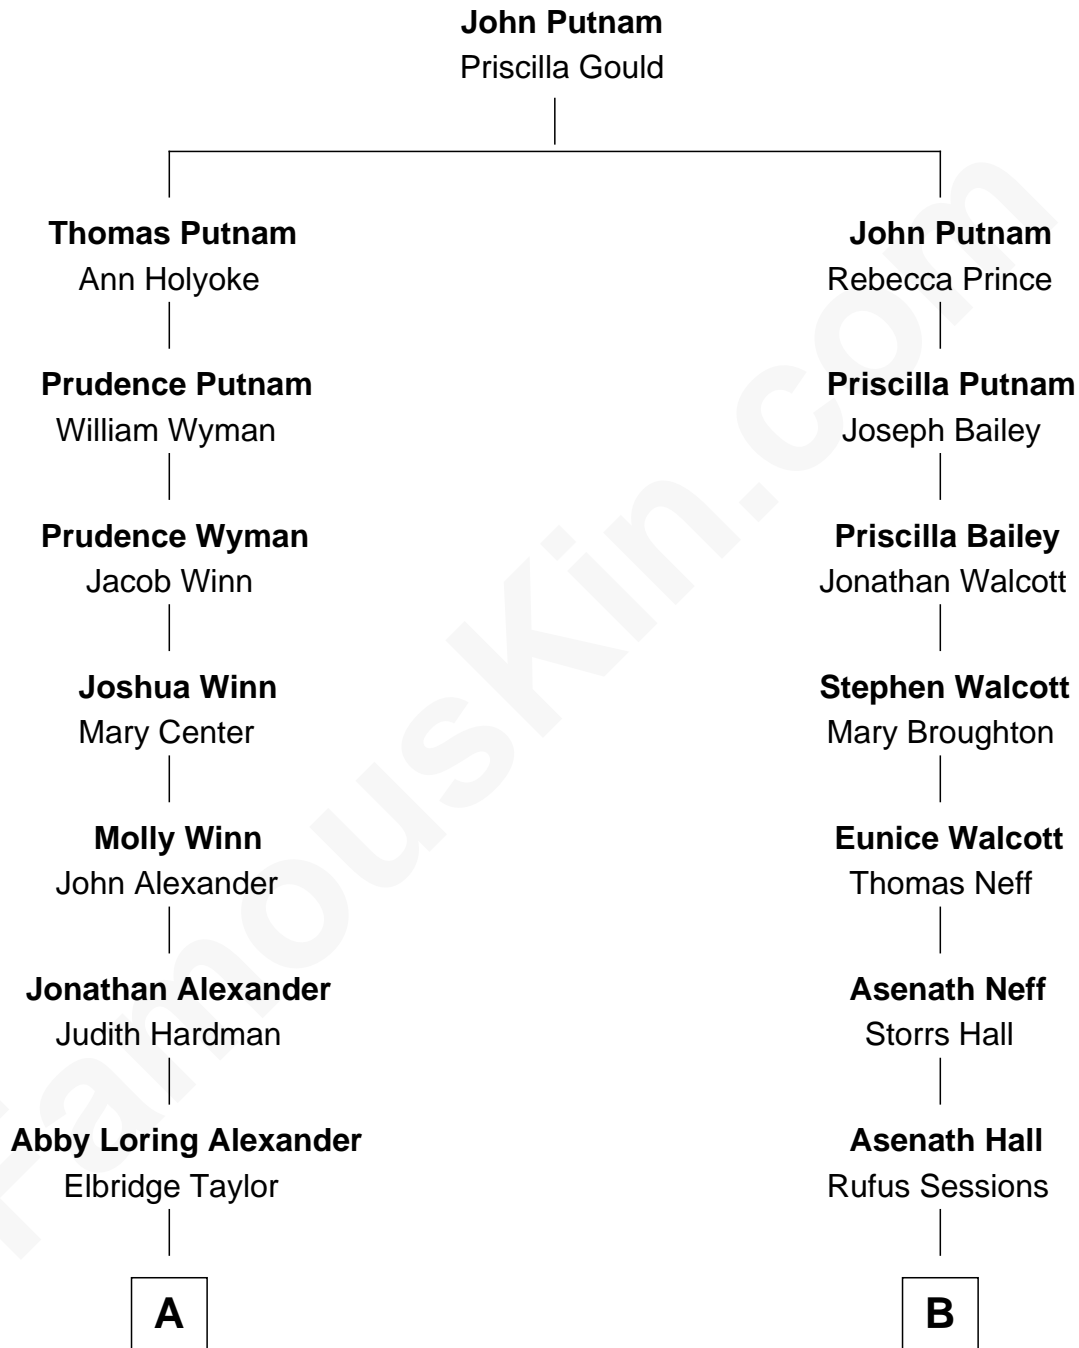 John Putnam
Priscilla Gould
Thomas Putnam
Ann Holyoke
John Putnam
Rebecca Prince
Prudence Putnam
William Wyman
Priscilla Putnam
Joseph Bailey
Prudence Wyman
Jacob Winn
Priscilla Bailey
Jonathan Walcott
Joshua Winn
Mary Center
Stephen Walcott
Mary Broughton
Molly Winn
John Alexander
Eunice Walcott
Thomas Neff
Jonathan Alexander
Judith Hardman
Asenath Neff
Storrs Hall
Abby Loring Alexander
Elbridge Taylor
Asenath Hall
Rufus Sessions
A
B
FamousKin.com